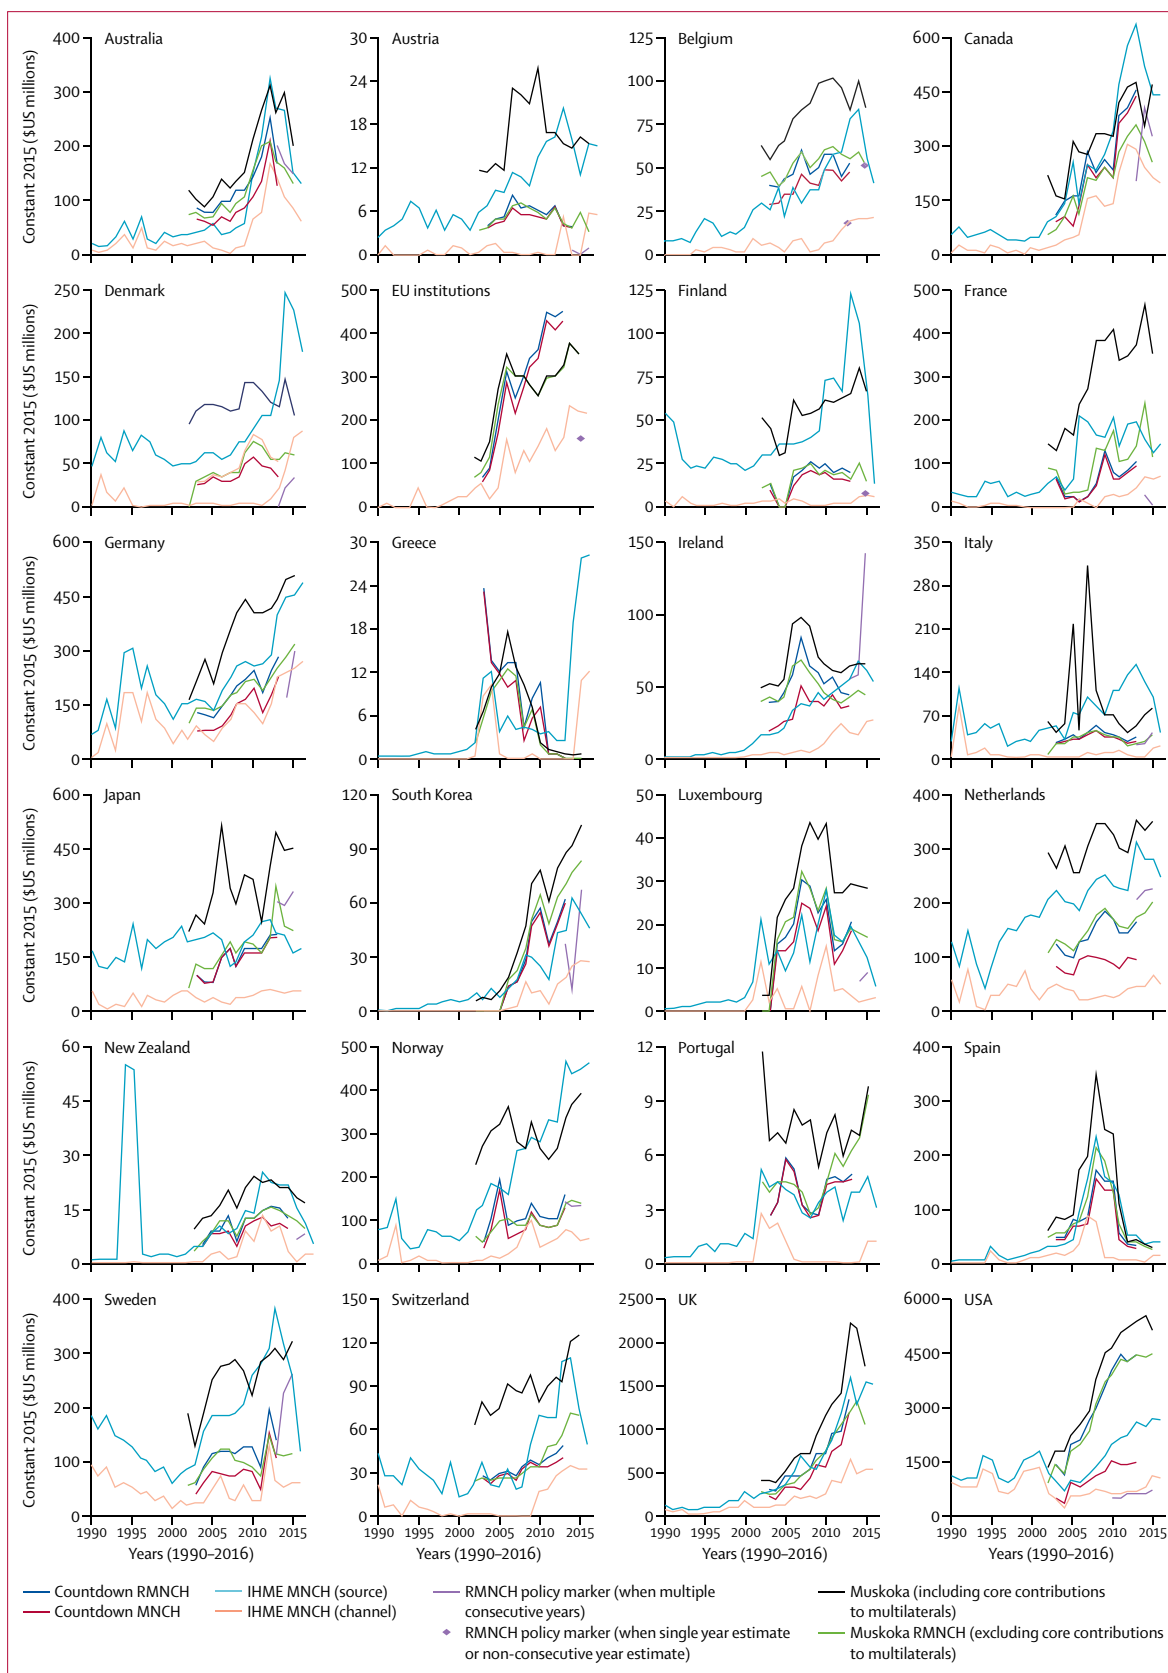 Australia
Austria
Belgium
Canada
Constant 2015 ($US millions)
400
300
200
100
0
30
24
18
12
6
0
125
100
75
50
25
0
600
450
300
150
0
Denmark
EU institutions
Finland
France
Constant 2015 ($US millions)
250
200
150
100
50
0
500
400
300
200
100
0
125
100
75
50
25
0
500
400
300
200
100
0
Germany
Greece
Ireland
Italy
Constant 2015 ($US millions)
600
450
300
150
0
30
24
18
12
6
0
150
100
50
0
350
280
210
140
70
0
Japan
South Korea
Luxembourg
Netherlands
Constant 2015 ($US millions)
600
450
300
150
0
120
90
60
30
0
50
40
30
20
10
0
400
300
200
100
0
New Zealand
Norway
Portugal
Spain
Constant 2015 ($US millions)
60
45
30
15
0
500
400
300
200
100
0
12
9
6
3
0
400
300
200
100
0
Sweden
Switzerland
UK
USA
Constant 2015 ($US millions)
400
300
200
100
0
150
120
90
60
30
0
2500
2000
1500
1000
500
0
6000
4500
3000
1500
0
1990 1995 2000 2005 2010 2015
1990 1995 2000 2005 2010 2015
1990 1995 2000 2005 2010 2015
1990 1995 2000 2005 2010 2015
Years (1990–2016)
Years (1990–2016)
Years (1990–2016)
Years (1990–2016)
Countdown RMNCH
Countdown MNCH
IHME MNCH (source)
IHME MNCH (channel)
RMNCH policy marker (when multiple
consecutive years)
RMNCH policy marker (when single year estimate
or non-consecutive year estimate)
Muskoka (including core contributions
to multilaterals)
Muskoka RMNCH (excluding core contributions
to multilaterals)